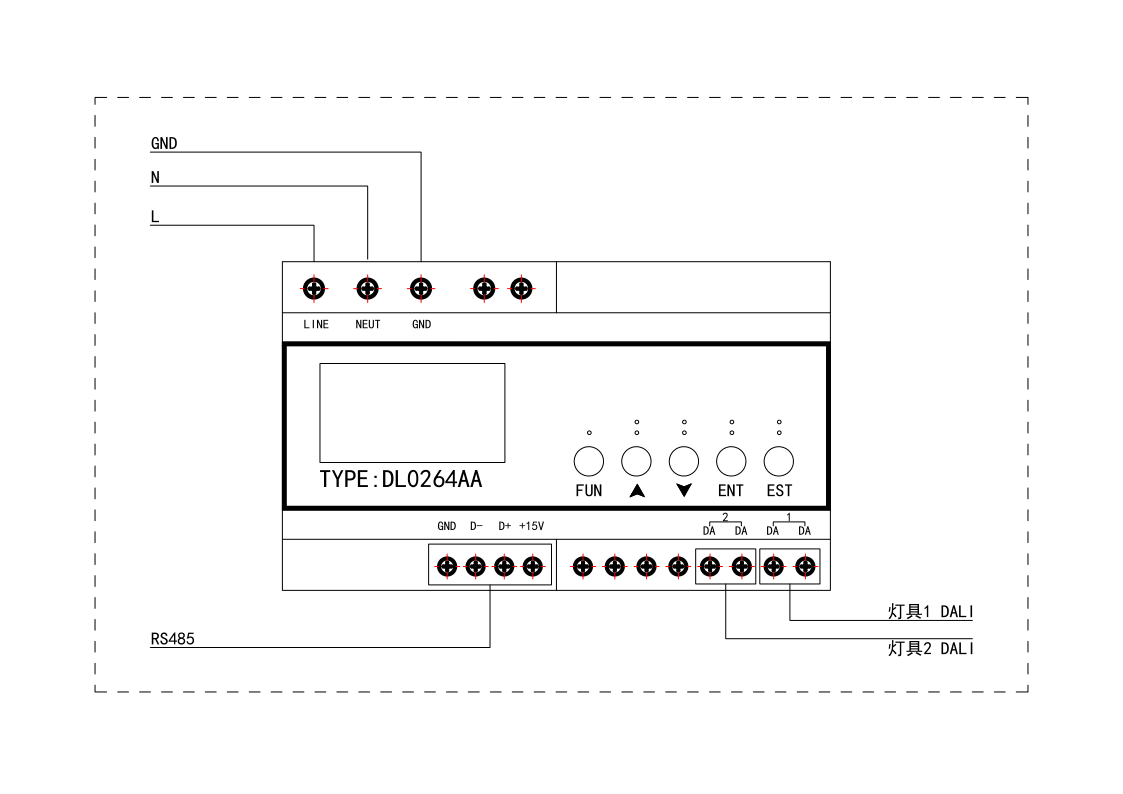 GND
N
L
LINE NEUT GND
TYPE:DL0264AA
FUN ENT EST
GND D- D+ +15V
2 1
DA DA DA DA
灯具1 DALI
RS485
灯具2 DALI